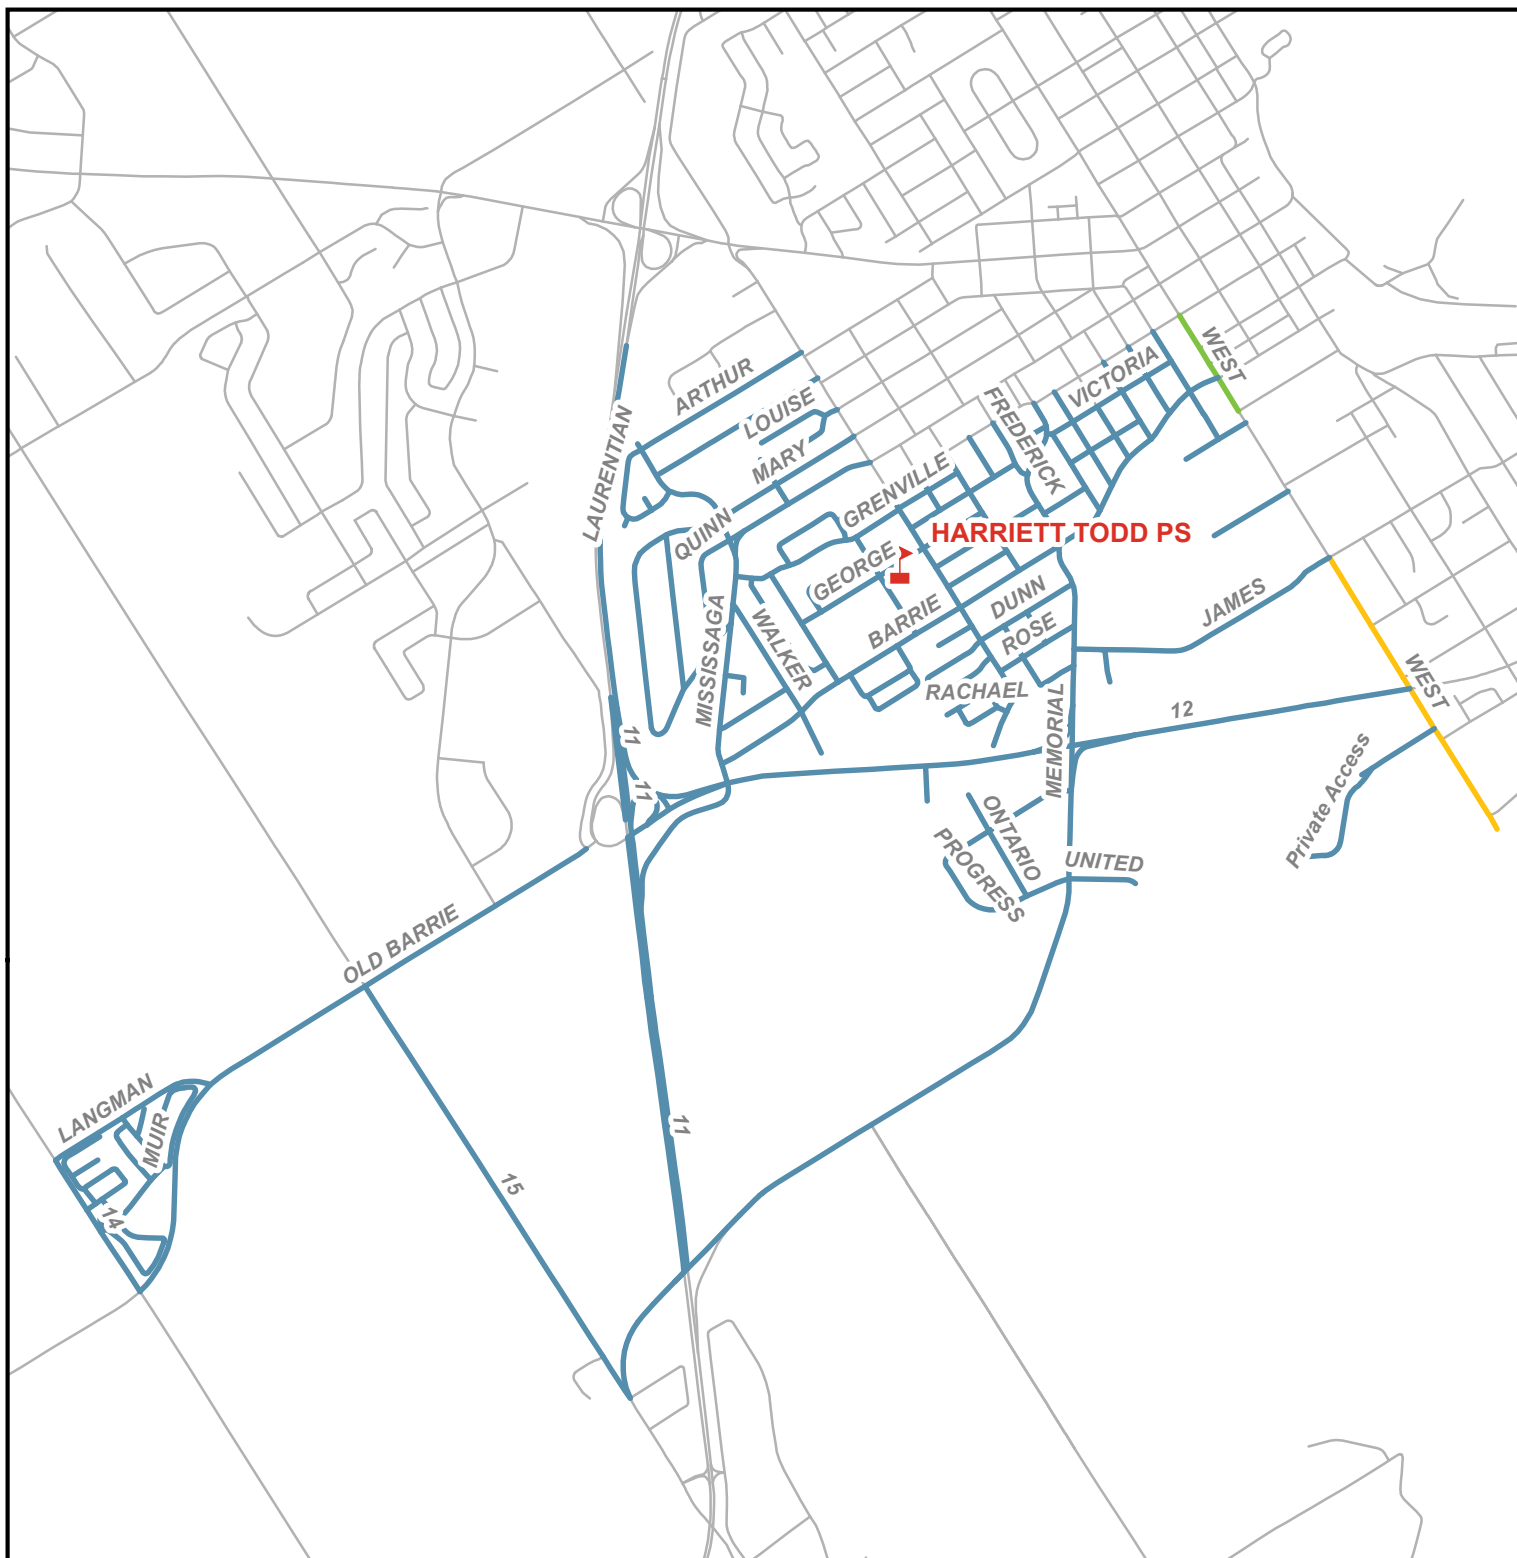 WEST
VICTORIA
ARTHUR
LOUISE
FREDERICK
MARY
LAURENTIAN
GRENVILLE
QUINN
HARRIETT TODD PS
GEORGE
DUNN
JAMES
BARRIE
WALKER
MISSISSAGA
ROSE
RACHAEL
WEST
MEMORIAL
12
11
11
Private Access
ONTARIO
PROGRESS
UNITED
OLD BARRIE
LANGMAN
MUIR
11
15
14